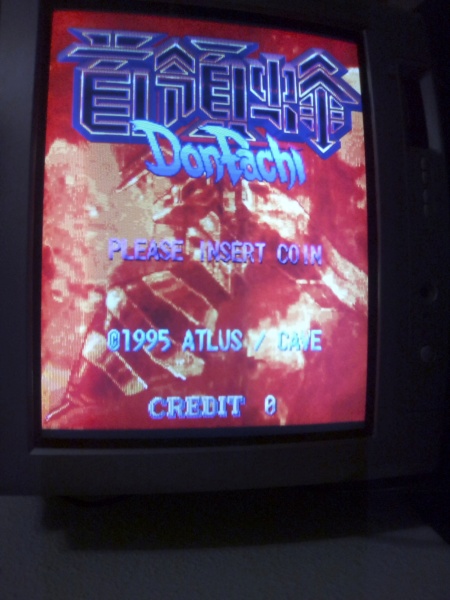 首領蜂
DonPachi
PLEASE INSERT COIN
©1995 ATLUS / CAVE
CREDIT 0